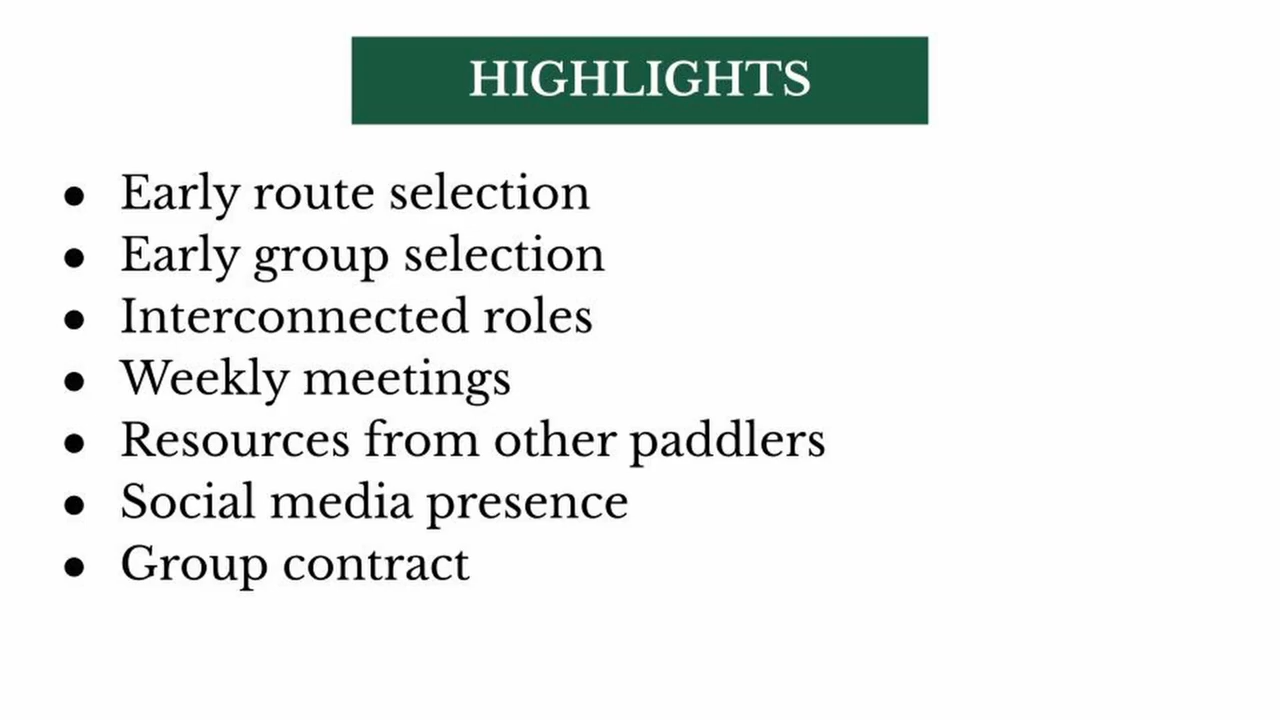 HIGHLIGHTS
● Early route selection
● Early group selection
● Interconnected roles
● Weekly meetings
● Resources from other paddlers
● Social media presence
● Group contract